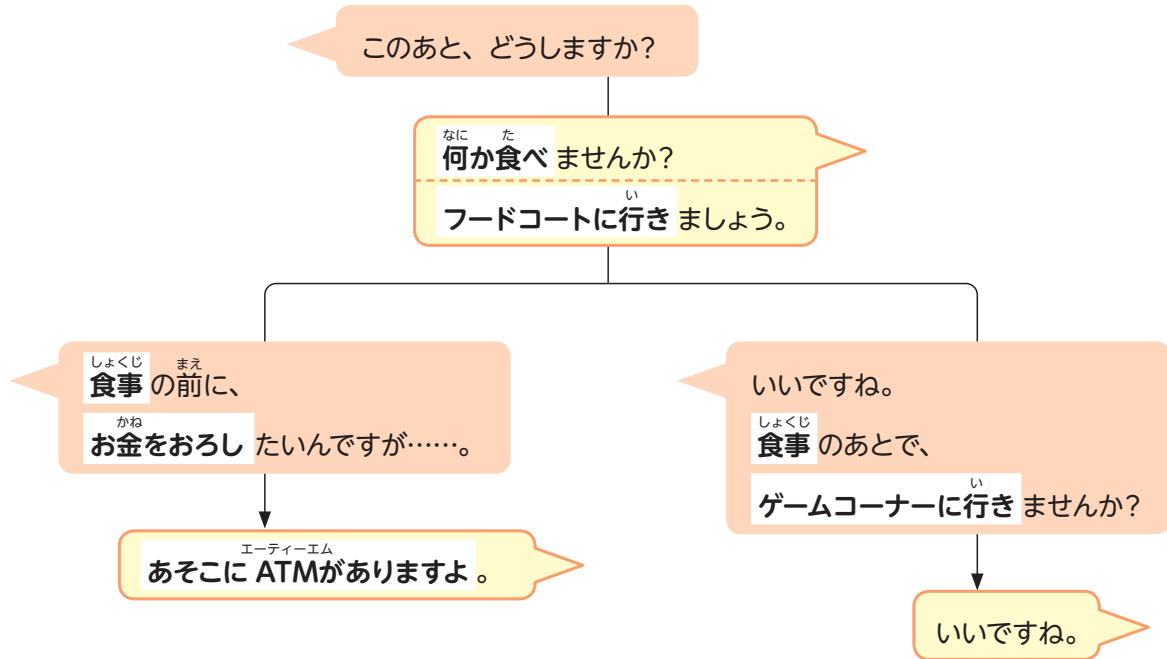 このあと、どうしますか？
なに た
何か食べませんか？
い
フードコートに行きましょう。
しょくじ まえ
食事の前に、
かね
お金をおろしたいんですが……。
エーティーエム
あそこに ATMがありますよ。
いいですね。
しょくじ
食事のあとで、
い
ゲームコーナーに行きませんか？
いいですね。